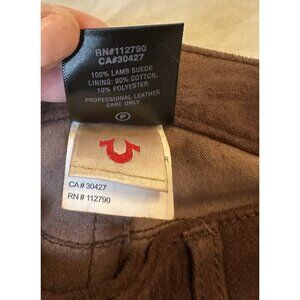 RN#112790
CA#30427
100% LAMB SUEDE
LINING: 90% COTTON,
10% POLYESTER
PROFESSIONAL LEATHER
CARE ONLY
P
R
CA # 30427
RN # 112790